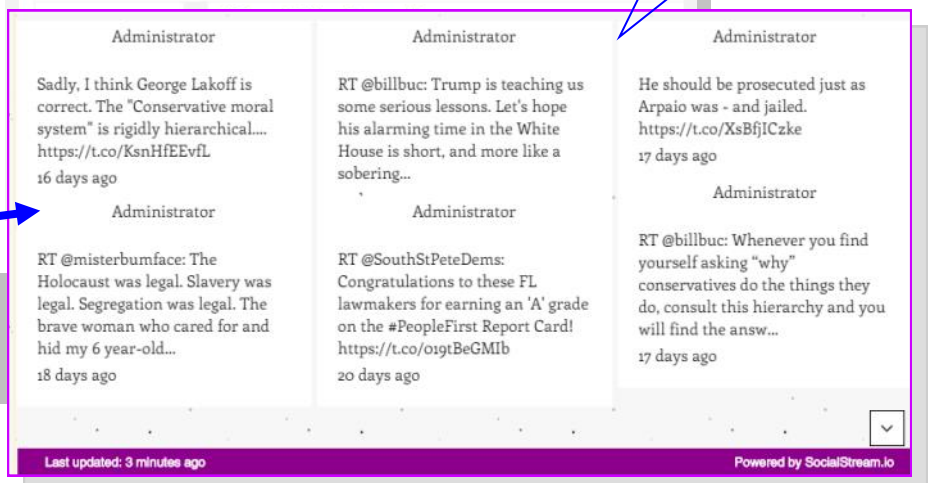 Administrator
Sadly, I think George Lakoff is
correct. The "Conservative moral
system" is rigidly hierarchical....
https://t.co/KsnHfEEvfL
16 days ago
Administrator
RT @misterbumface: The
Holocaust was legal. Slavery was
legal. Segregation was legal. The
brave woman who cared for and
hid my 6 year-old...
18 days ago
Administrator
RT @billbuc: Trump is teaching us
some serious lessons. Let's hope
his alarming time in the White
House is short, and more like a
sobering...
Administrator
RT @SouthStPeteDems:
Congratulations to these FL
lawmakers for earning an 'A' grade
on the #PeopleFirst Report Card!
https://t.co/019tBeGMIb
20 days ago
Administrator
He should be prosecuted just as
Arpaio was - and jailed.
https://t.co/XsBfjICzke
17 days ago
Administrator
RT @billbuc: Whenever you find
yourself asking “why”
conservatives do the things they
do, consult this hierarchy and you
will find the answ...
17 days ago
Last updated: 3 minutes ago
Powered by SocialStream.io